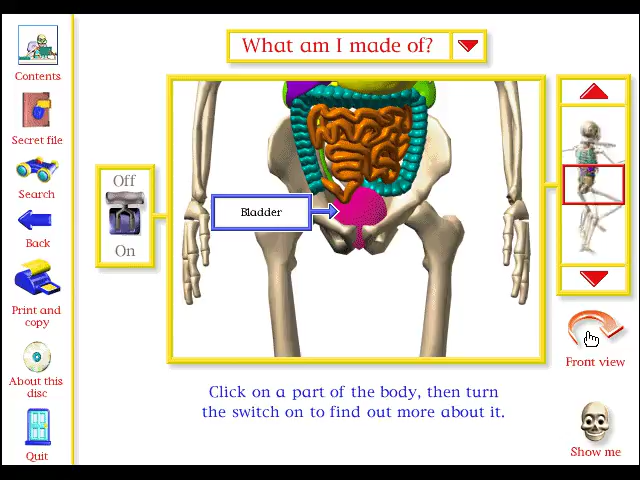 What am I made of?
Contents
Secret file
Search
Back
Print and
copy
About this
disc
Quit
Off
On
Bladder
Front view
Show me
Click on a part of the body, then turn
the switch on to find out more about it.